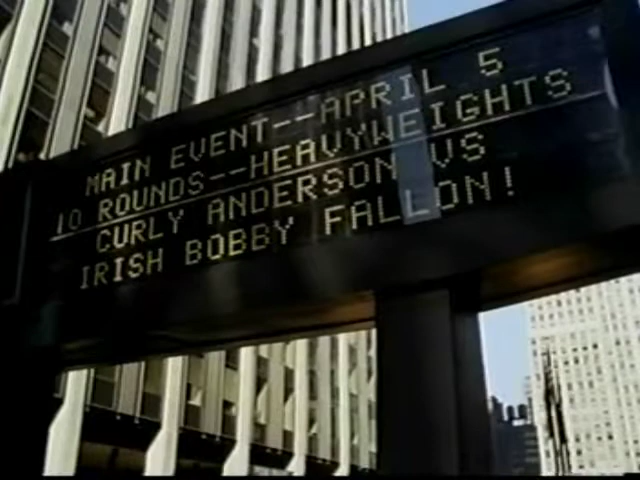 MAIN EVENT--APRIL 5
10 ROUNDS--HEAVYWEIGHTS
CURLY ANDERSON VS
IRISH BOBBY FALLON!